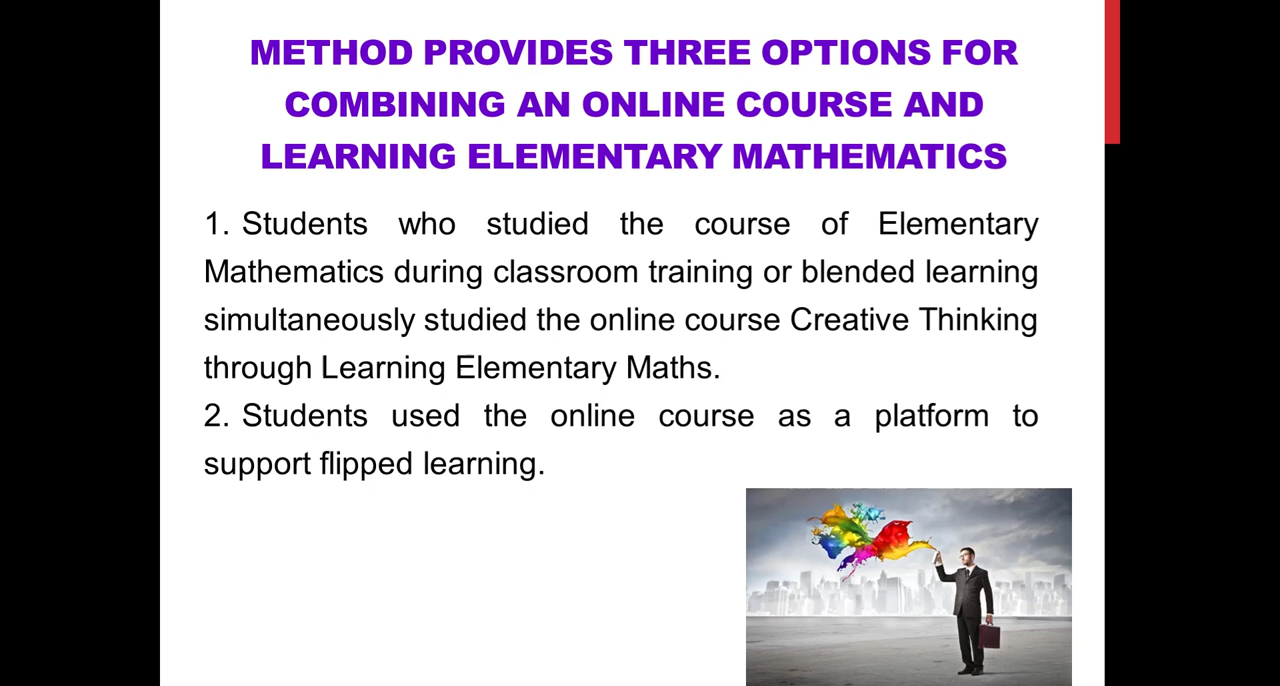 METHOD PROVIDES THREE OPTIONS FOR
COMBINING AN ONLINE COURSE AND
LEARNING ELEMENTARY MATHEMATICS
1. Students who studied the course of Elementary
Mathematics during classroom training or blended learning
simultaneously studied the online course Creative Thinking
through Learning Elementary Maths.
2. Students used the online course as a platform to
support flipped learning.